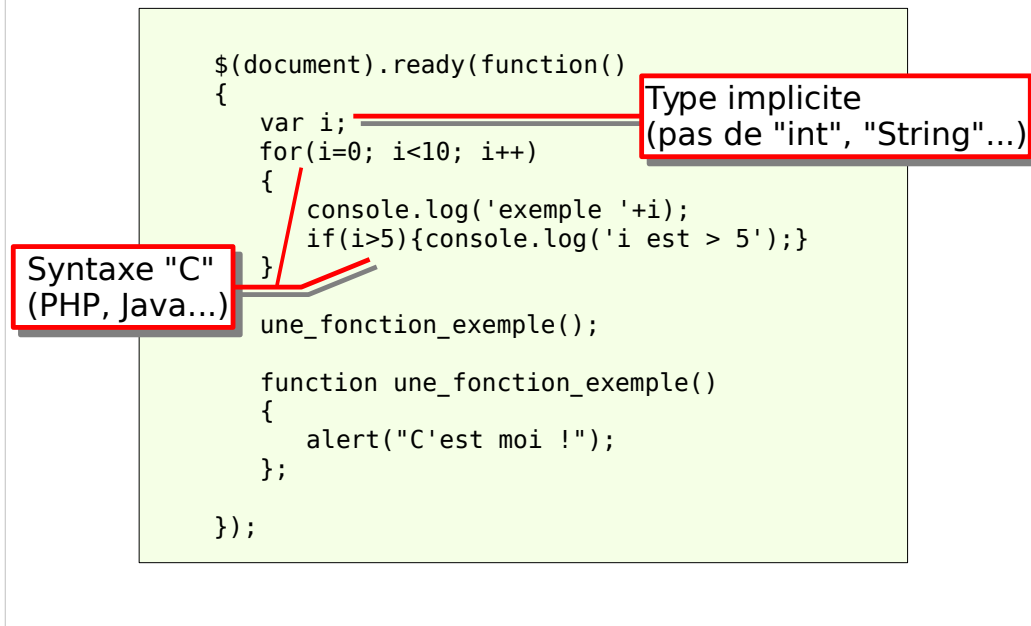 $(document).ready(function()
{
var i;
for(i=0; i<10; i++)
{
console.log('exemple '+i);
if(i>5){console.log('i est > 5');}
}
une_fonction_exemple();
function une_fonction_exemple()
{
alert("C'est moi !");
};
});
Type implicite
(pas de "int", "String"...)
Syntaxe "C"
(PHP, Java...)